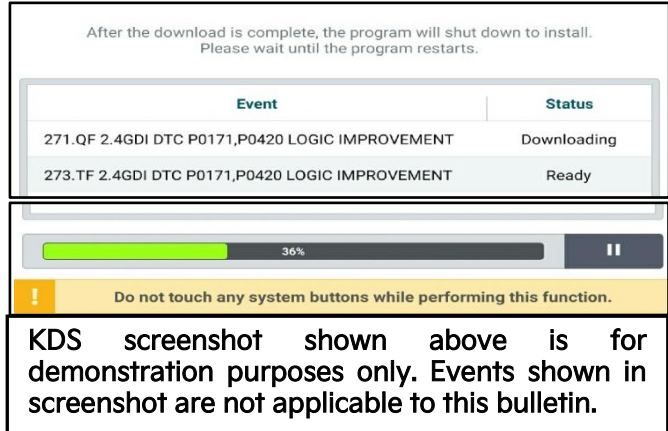 After the download is complete, the program will shut down to install.
Please wait until the program restarts.
Event Status
271.QF 2.4GDI DTC P0171,P0420 LOGIC IMPROVEMENT Downloading
273.TF 2.4GDI DTC P0171,P0420 LOGIC IMPROVEMENT Ready
36%
! Do not touch any system buttons while performing this function.
KDS screenshot shown above is for
demonstration purposes only. Events shown in
screenshot are not applicable to this bulletin.